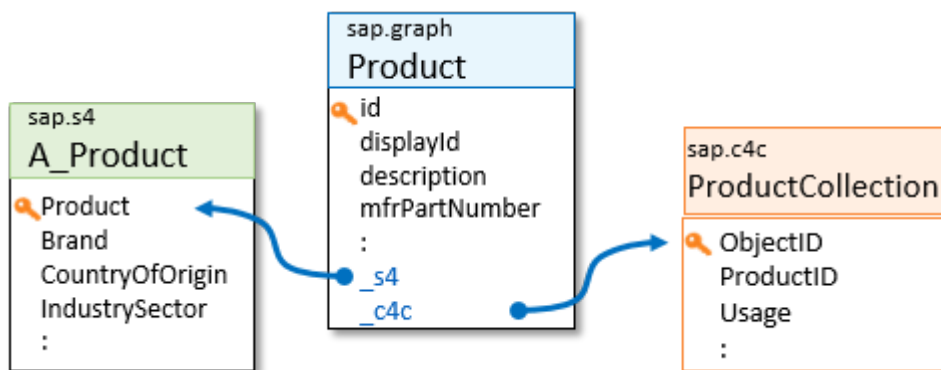 sap.s4
A_Product
Product
Brand
CountryOfOrigin
IndustrySector
:
sap.graph
Product
id
displayId
description
mfrPartNumber
:
_s4
_c4c
sap.c4c
ProductCollection
ObjectID
ProductID
Usage
: